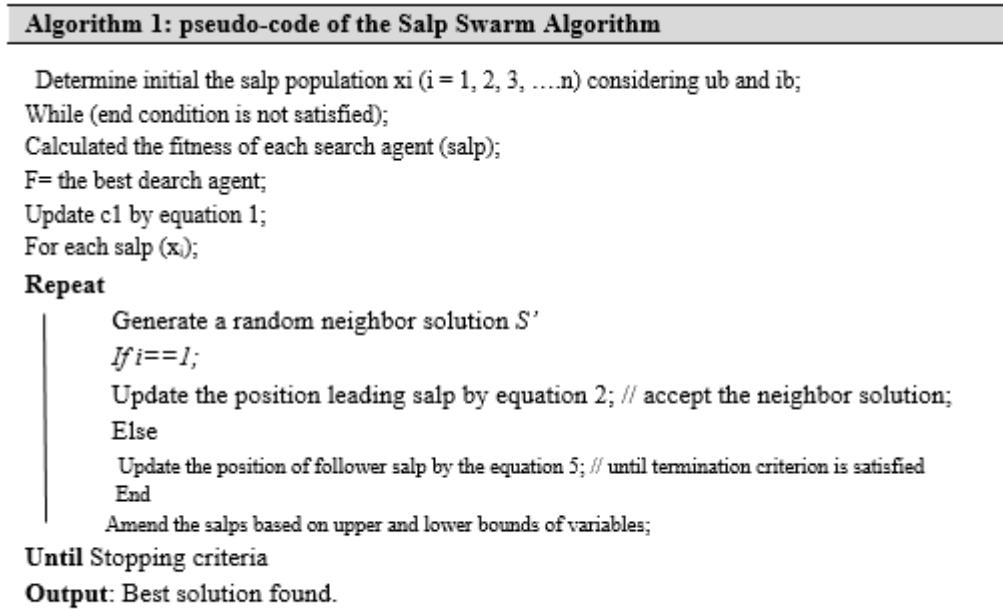 Algorithm 1: pseudo-code of the Salp Swarm Algorithm
Determine initial the salp population xi (i = 1, 2, 3, ….n) considering ub and ib;
While (end condition is not satisfied);
Calculated the fitness of each search agent (salp);
F= the best dearch agent;
Update c1 by equation 1;
For each salp (xᵢ);
Repeat
Generate a random neighbor solution S'
If i==1;
Update the position leading salp by equation 2; // accept the neighbor solution;
Else
Update the position of follower salp by the equation 5; // until termination criterion is satisfied
End
Amend the salps based on upper and lower bounds of variables;
Until Stopping criteria
Output: Best solution found.